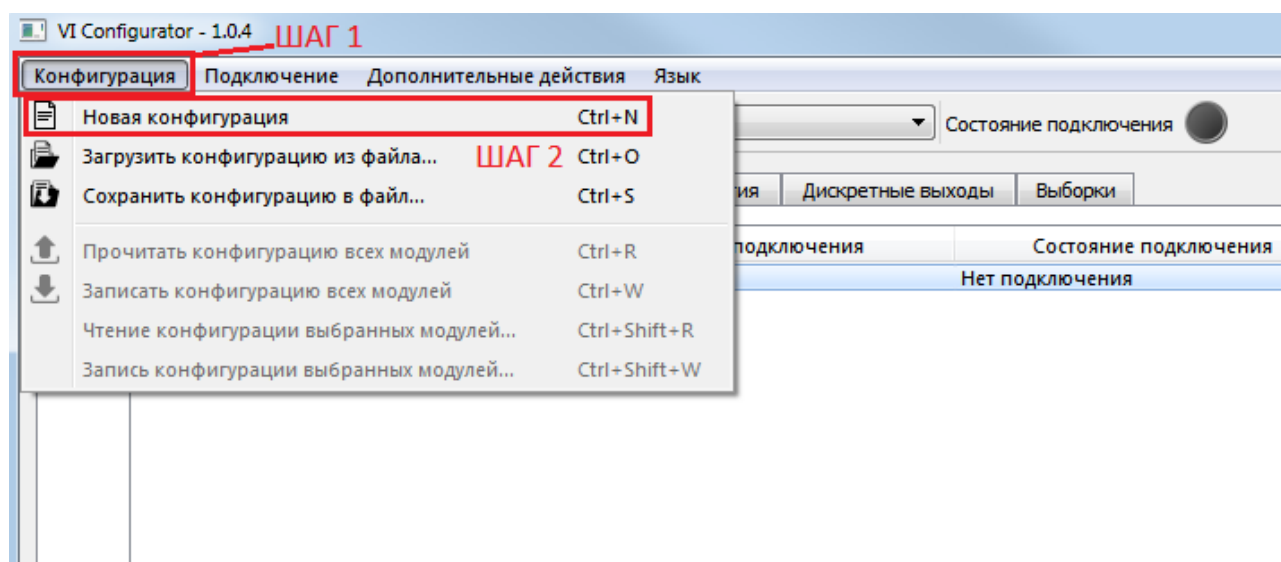 VI Configurator - 1.0.4 ШАГ 1
Конфигурация Подключение Дополнительные действия Язык
Новая конфигурация Ctrl+N
Состояние подключения
Загрузить конфигурацию из файла... ШАГ 2 Ctrl+O
Сохранить конфигурацию в файл... Ctrl+S
ия Дискретные выходы Выборки
Прочитать конфигурацию всех модулей Ctrl+R
подключения Состояние подключения
Нет подключения
Записать конфигурацию всех модулей Ctrl+W
Чтение конфигурации выбранных модулей... Ctrl+Shift+R
Запись конфигурации выбранных модулей... Ctrl+Shift+W